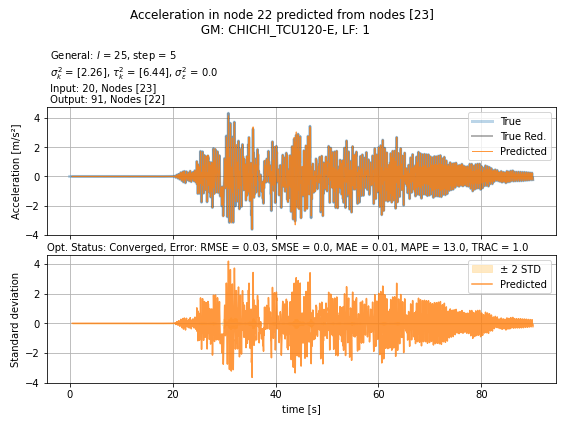 Acceleration in node 22 predicted from nodes [23]
GM: CHICHI_TCU120-E, LF: 1
General: l = 25, step = 5
σ²ₖ = [2.26], τ²ₖ = [6.44], σ²ε = 0.0
Input: 20, Nodes [23]
Output: 91, Nodes [22]
Acceleration [m/s²]
4
2
0
−2
−4
True
True Red.
Predicted
Opt. Status: Converged, Error: RMSE = 0.03, SMSE = 0.0, MAE = 0.01, MAPE = 13.0, TRAC = 1.0
Standard deviation
4
2
0
−2
−4
± 2 STD
Predicted
0 20 40 60 80
time [s]